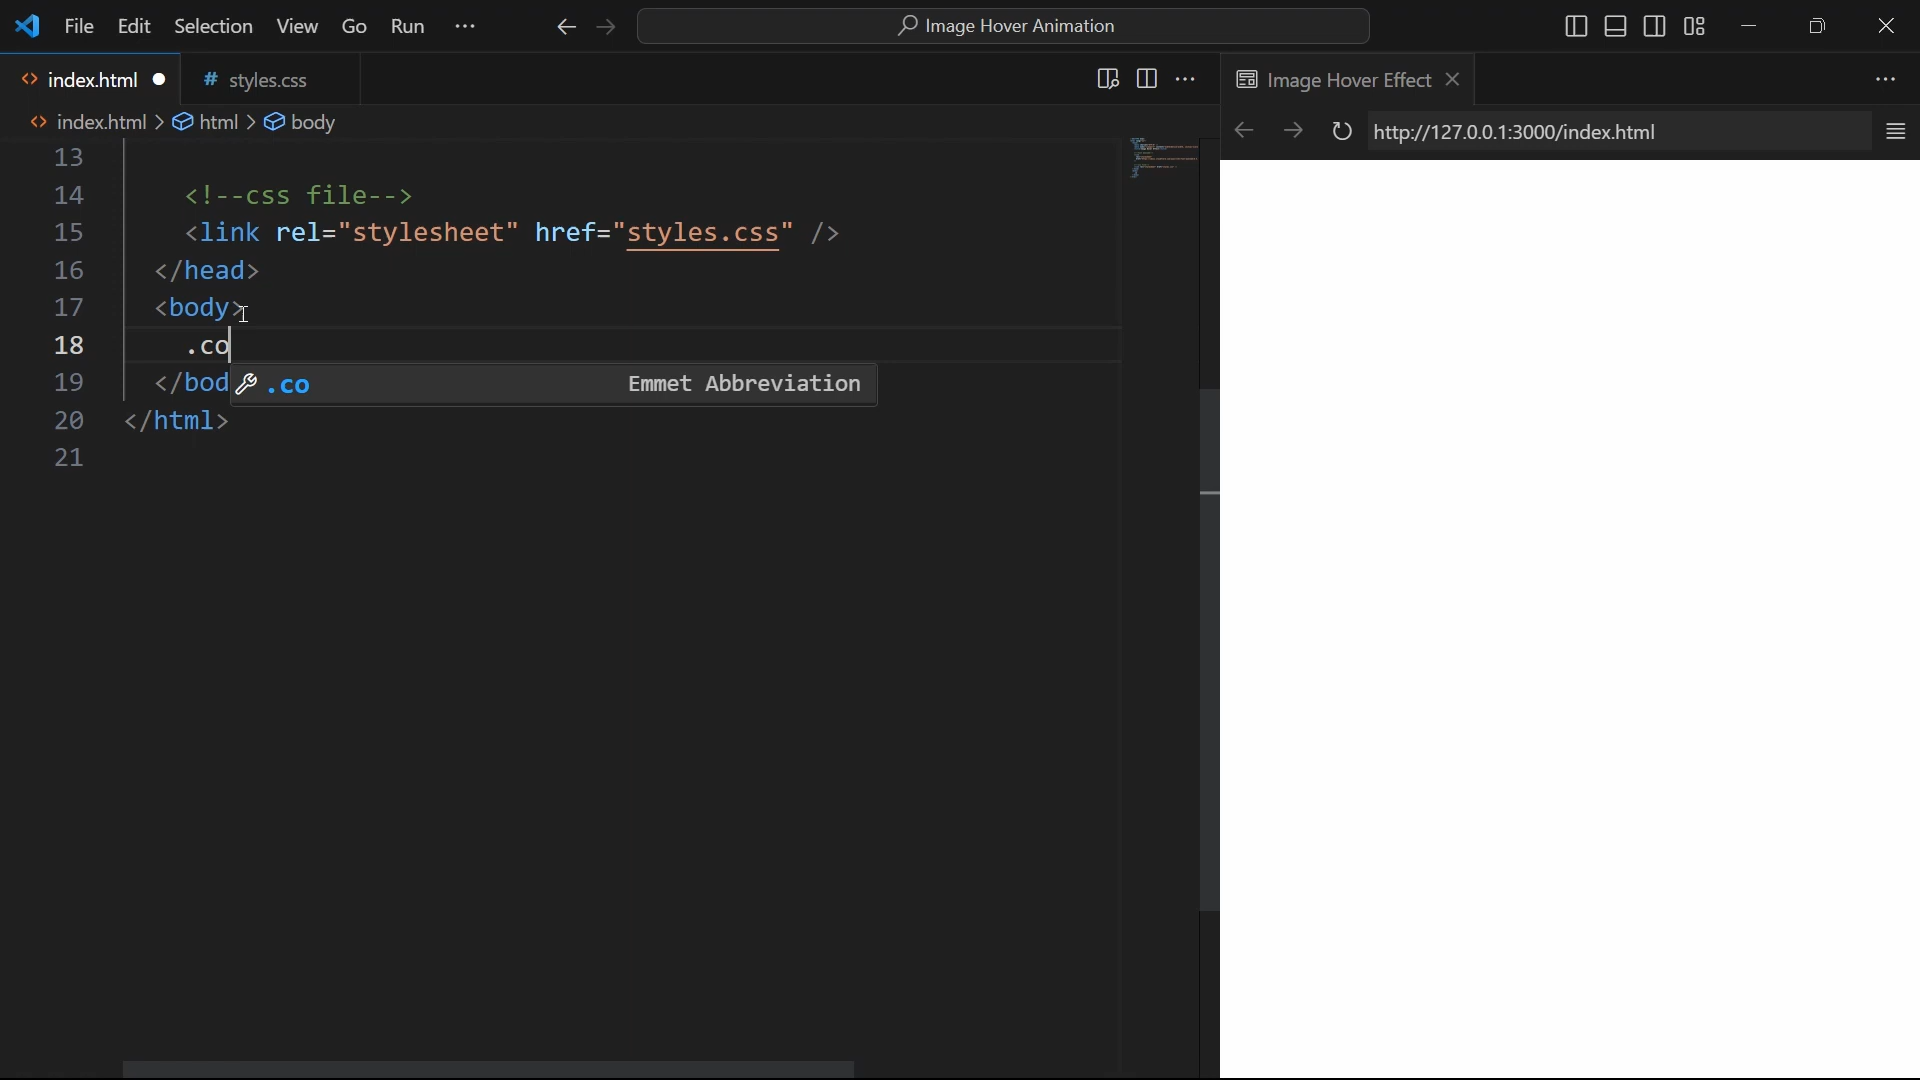 File Edit Selection View Go Run ··· Image Hover Animation
index.html styles.css
Image Hover Effect
index.html > html > body
http://127.0.0.1:3000/index.html
13
14 <!--css file-->
15 <link rel="stylesheet" href="styles.css" />
16 </head>
17 <body>
18 .co
19 </bod
.co Emmet Abbreviation
20 </html>
21